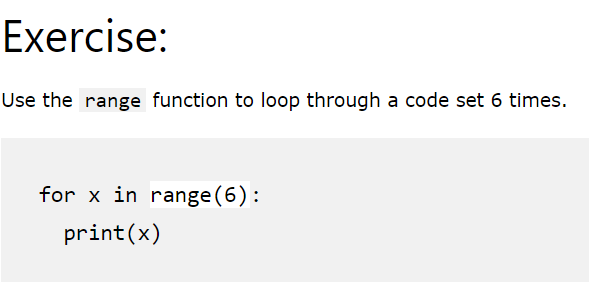 Exercise:
Use the range function to loop through a code set 6 times.
for x in range(6):
  print(x)